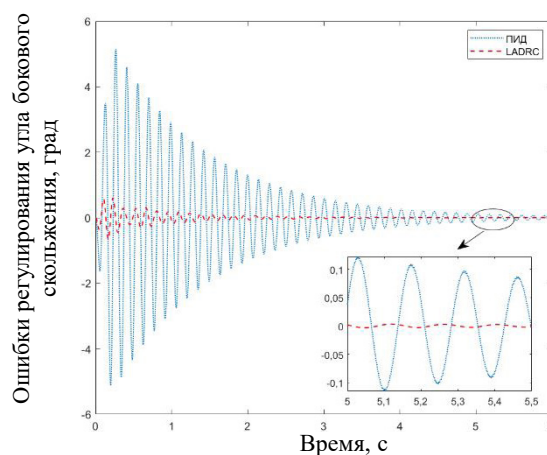 6
4
2
0
-2
-4
-6
Ошибки регулирования угла бокового
скольжения, град
ПИД
LADRC
0,1
0,05
0
-0,05
-0,1
5 5,1 5,2 5,3 5,4 5,5
0 1 2 3 4 5
Время, с